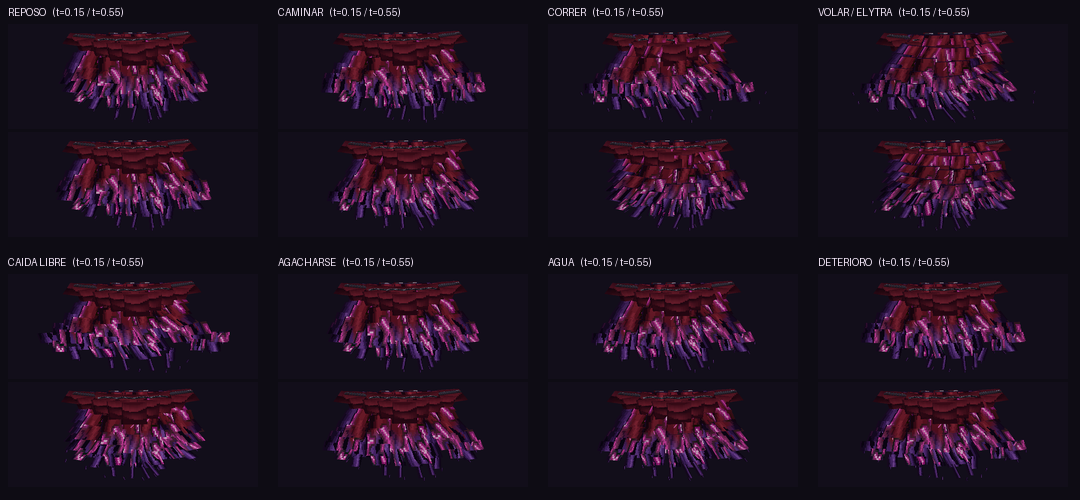 REPOSO (t=0.15 / t=0.55)
CAMINAR (t=0.15 / t=0.55)
CORRER (t=0.15 / t=0.55)
VOLAR / ELYTRA (t=0.15 / t=0.55)
CAIDA LIBRE (t=0.15 / t=0.55)
AGACHARSE (t=0.15 / t=0.55)
AGUA (t=0.15 / t=0.55)
DETERIORO (t=0.15 / t=0.55)